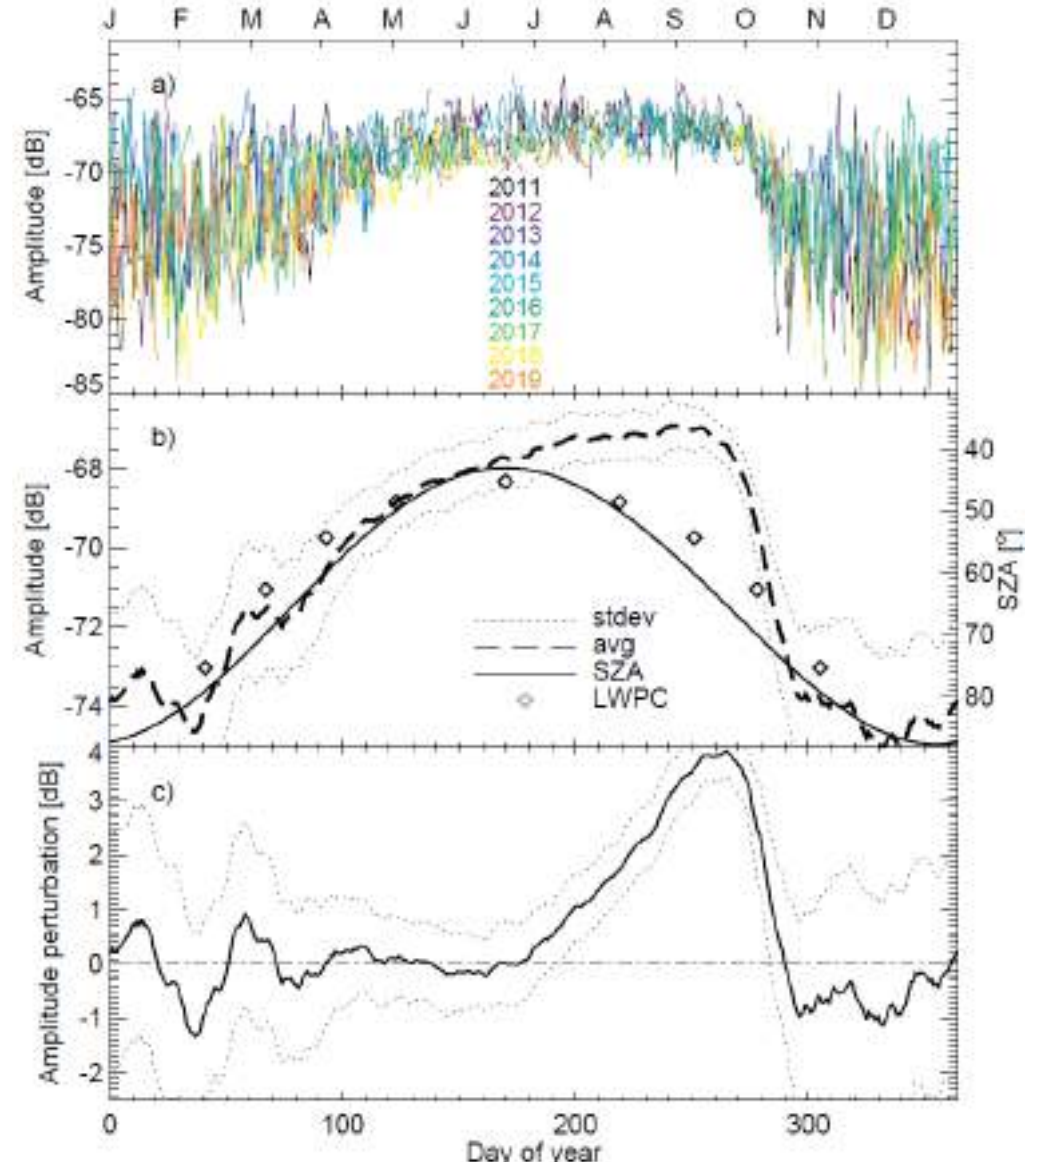 J F M A M J J A S O N D
a)
-65
-70
-75
-80
-85
Amplitude [dB]
2011
2012
2013
2014
2015
2016
2017
2018
2019
b)
-68
-70
-72
-74
Amplitude [dB]
40
50
60
70
80
SZA [°]
stdev
avg
SZA
LWPC
c)
4
3
2
1
0
-1
-2
Amplitude perturbation [dB]
0 100 200 300
Day of year